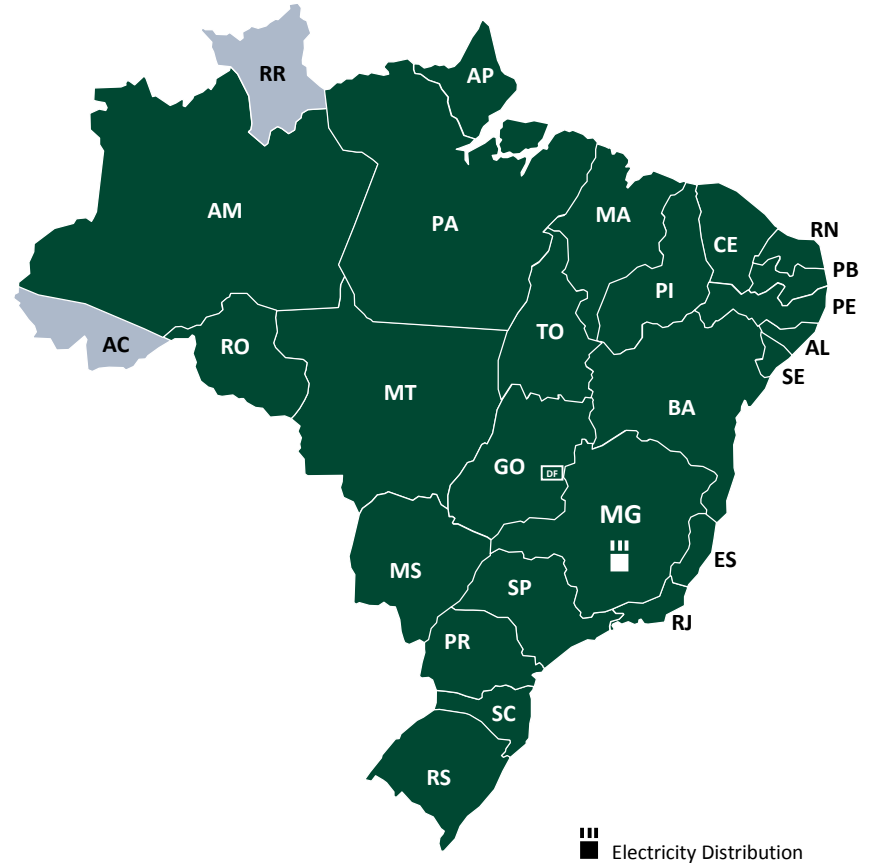 RR
AP
AM
PA
MA
CE
RN
PB
PI
PE
TO
AL
AC
RO
SE
MT
BA
GO
DF
MG
ES
MS
SP
RJ
PR
SC
RS
Electricity Distribution